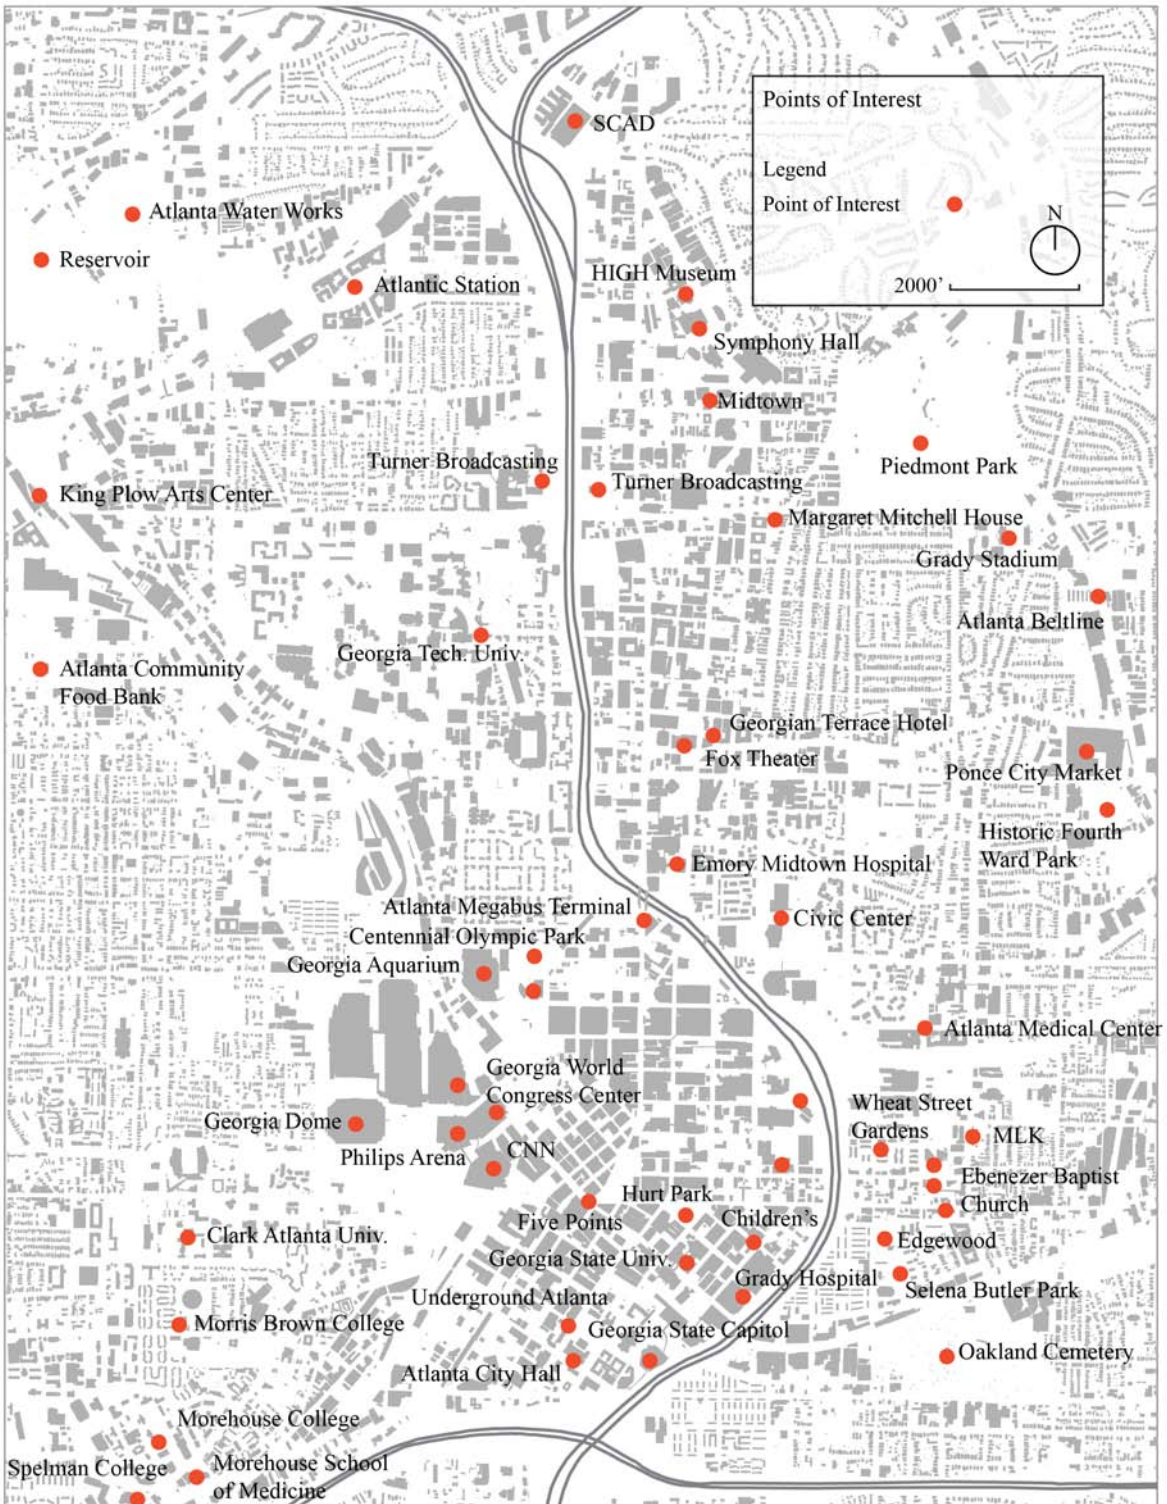 Points of Interest
SCAD
Legend
Point of Interest
Atlanta Water Works
N
Reservoir
HIGH Museum
Atlantic Station
2000’
Symphony Hall
Midtown
Turner Broadcasting
Piedmont Park
Turner Broadcasting
King Plow Arts Center
Margaret Mitchell House
Grady Stadium
Atlanta Beltline
Georgia Tech. Univ.
Atlanta Community
Food Bank
Georgian Terrace Hotel
Fox Theater
Ponce City Market
Historic Fourth
Ward Park
Emory Midtown Hospital
Atlanta Megabus Terminal
Civic Center
Centennial Olympic Park
Georgia Aquarium
Atlanta Medical Center
Georgia World
Congress Center
Wheat Street
Gardens
Georgia Dome
MLK
CNN
Philips Arena
Ebenezer Baptist
Church
Hurt Park
Five Points
Children's
Clark Atlanta Univ.
Edgewood
Georgia State Univ.
Grady Hospital
Selena Butler Park
Underground Atlanta
Morris Brown College
Georgia State Capitol
Oakland Cemetery
Atlanta City Hall
Morehouse College
Spelman College
Morehouse School
of Medicine